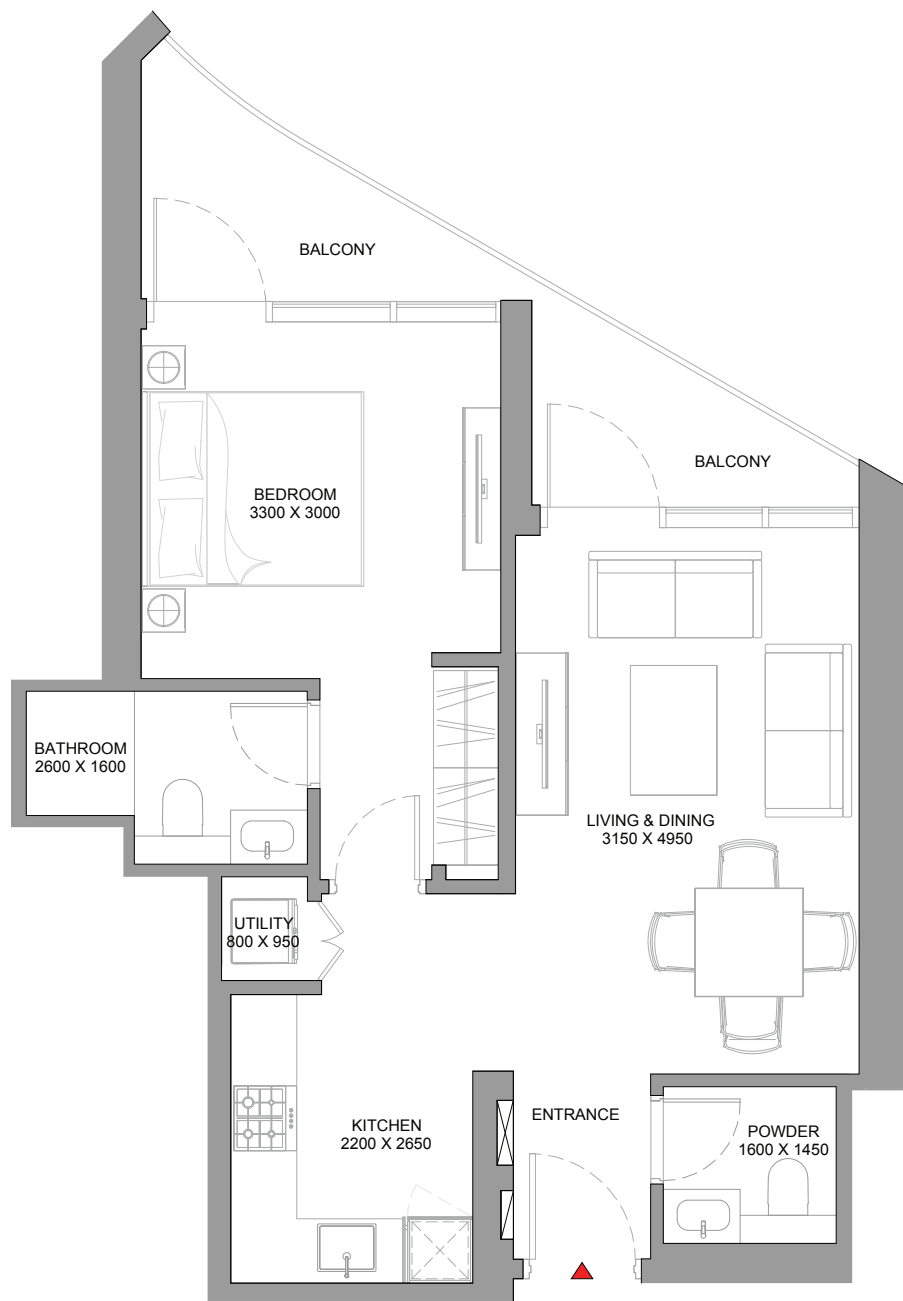 BALCONY
BALCONY
BEDROOM
3300 X 3000
BATHROOM
2600 X 1600
LIVING & DINING
3150 X 4950
UTILITY
800 X 950
KITCHEN
2200 X 2650
ENTRANCE
POWDER
1600 X 1450